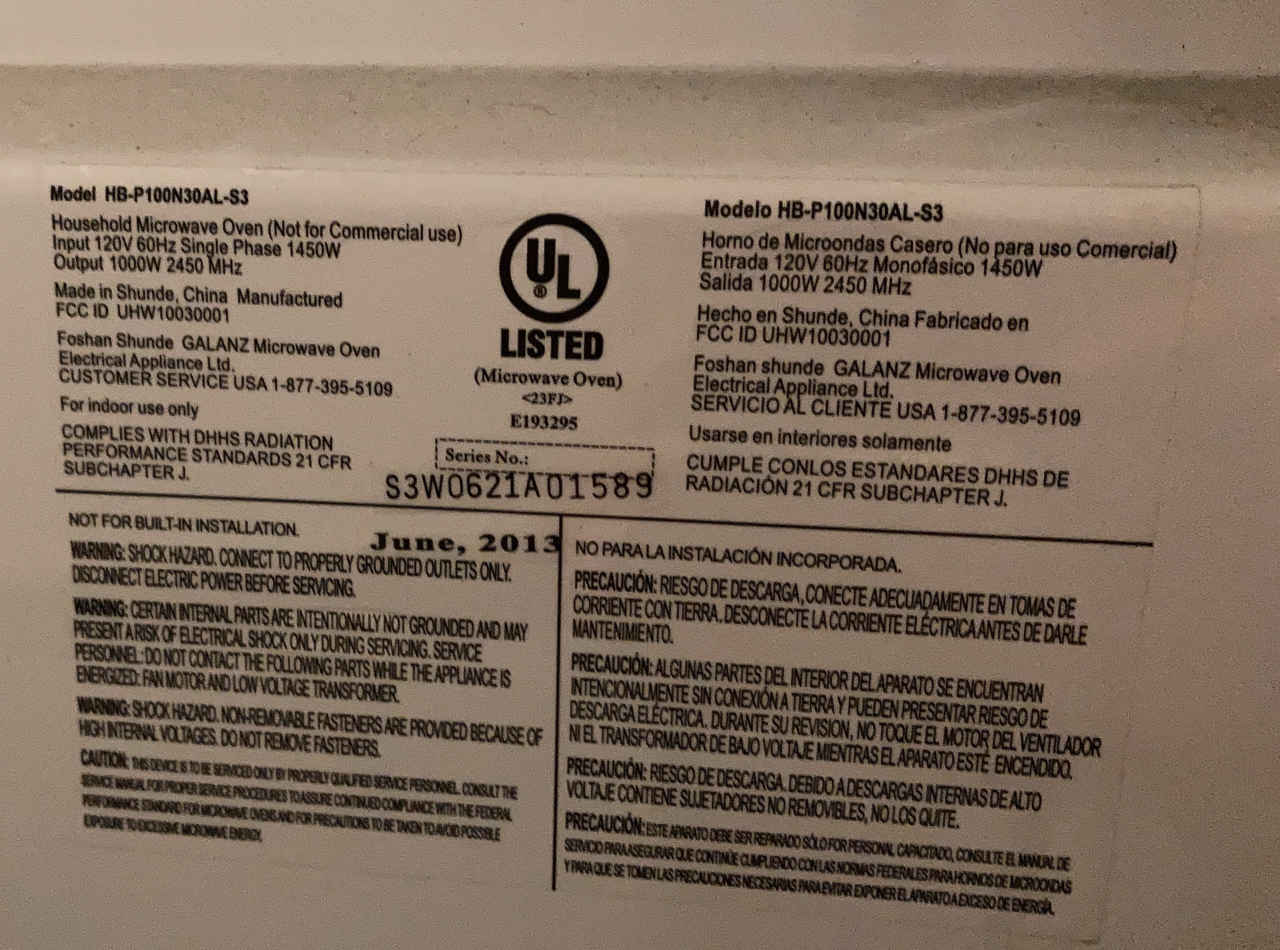 Model HB-P100N30AL-S3
Household Microwave Oven (Not for Commercial use)
Input 120V 60Hz Single Phase 1450W
Output 1000W 2450 MHz
Made in Shunde, China Manufactured
FCC ID UHW10030001
Foshan Shunde GALANZ Microwave Oven
Electrical Appliance Ltd.
CUSTOMER SERVICE USA 1-877-395-5109
For indoor use only
COMPLIES WITH DHHS RADIATION
PERFORMANCE STANDARDS 21 CFR
SUBCHAPTER J.
UL
®
LISTED
(Microwave Oven)
<23FJ>
E193295
Series No.:
S3W0621A01589
Modelo HB-P100N30AL-S3
Horno de Microondas Casero (No para uso Comercial)
Entrada 120V 60Hz Monofásico 1450W
Salida 1000W 2450 MHz
Hecho en Shunde, China Fabricado en
FCC ID UHW10030001
Foshan shunde GALANZ Microwave Oven
Electrical Appliance Ltd.
SERVICIO AL CLIENTE USA 1-877-395-5109
Usarse en interiores solamente
CUMPLE CONLOS ESTANDARES DHHS DE
RADIACIÓN 21 CFR SUBCHAPTER J.
NOT FOR BUILT-IN INSTALLATION.
June, 2013
WARNING: SHOCK HAZARD. CONNECT TO PROPERLY GROUNDED OUTLETS ONLY.
DISCONNECT ELECTRIC POWER BEFORE SERVICING.
WARNING: CERTAIN INTERNAL PARTS ARE INTENTIONALLY NOT GROUNDED AND MAY
PRESENT A RISK OF ELECTRICAL SHOCK ONLY DURING SERVICING. SERVICE
PERSONNEL: DO NOT CONTACT THE FOLLOWING PARTS WHILE THE APPLIANCE IS
ENERGIZED: FAN MOTOR AND LOW VOLTAGE TRANSFORMER.
WARNING: SHOCK HAZARD. NON-REMOVABLE FASTENERS ARE PROVIDED BECAUSE OF
HIGH INTERNAL VOLTAGES. DO NOT REMOVE FASTENERS.
CAUTION: THIS DEVICE IS TO BE SERVICED ONLY BY PROPERLY QUALIFIED SERVICE PERSONNEL. CONSULT THE
SERVICE MANUAL FOR PROPER SERVICE PROCEDURES TO ASSURE CONTINUED COMPLIANCE WITH THE FEDERAL
PERFORMANCE STANDARD FOR MICROWAVE OVENS AND FOR PRECAUTIONS TO BE TAKEN TO AVOID POSSIBLE
EXPOSURE TO EXCESSIVE MICROWAVE ENERGY.
NO PARA LA INSTALACIÓN INCORPORADA.
PRECAUCIÓN: RIESGO DE DESCARGA, CONECTE ADECUADAMENTE EN TOMAS DE
CORRIENTE CON TIERRA. DESCONECTE LA CORRIENTE ELÉCTRICA ANTES DE DARLE
MANTENIMIENTO.
PRECAUCIÓN: ALGUNAS PARTES DEL INTERIOR DEL APARATO SE ENCUENTRAN
INTENCIONALMENTE SIN CONEXIÓN A TIERRA Y PUEDEN PRESENTAR RIESGO DE
DESCARGA ELÉCTRICA. DURANTE SU REVISION, NO TOQUE EL MOTOR DEL VENTILADOR
NI EL TRANSFORMADOR DE BAJO VOLTAJE MIENTRAS EL APARATO ESTÉ ENCENDIDO.
PRECAUCIÓN: RIESGO DE DESCARGA. DEBIDO A DESCARGAS INTERNAS DE ALTO
VOLTAJE CONTIENE SUJETADORES NO REMOVIBLES, NO LOS QUITE.
PRECAUCIÓN: ESTE APARATO DEBE SER REPARADO SÓLO FOR PERSONAL CAPACITADO, CONSULTE EL MANUAL DE
SERVICIO PARA ASEGURAR QUE CONTINÚE CUMPLIENDO CON LAS NORMAS FEDERALES PARA HORNOS DE MICROONDAS
Y PARA QUE SE TOMEN LAS PRECAUCIONES NECESARIAS PARA EVITAR EXPONER EL APARATO A EXCESO DE ENERGÍA.